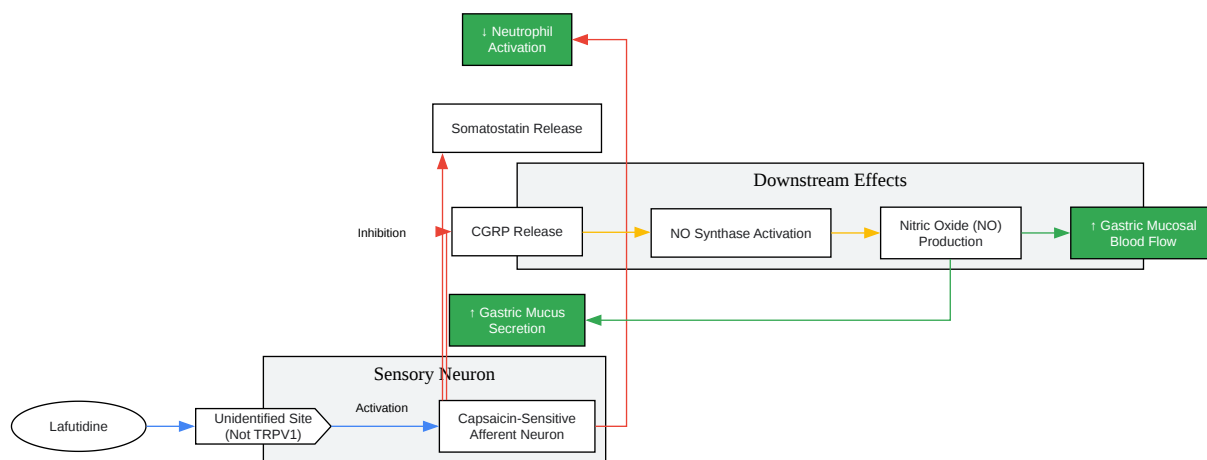 ↓ Neutrophil
Activation
Somatostatin Release
Downstream Effects
Inhibition
CGRP Release
NO Synthase Activation
Nitric Oxide (NO)
Production
↑ Gastric Mucosal
Blood Flow
↑ Gastric Mucus
Secretion
Sensory Neuron
Lafutidine
Unidentified Site
(Not TRPV1)
Activation
Capsaicin-Sensitive
Afferent Neuron